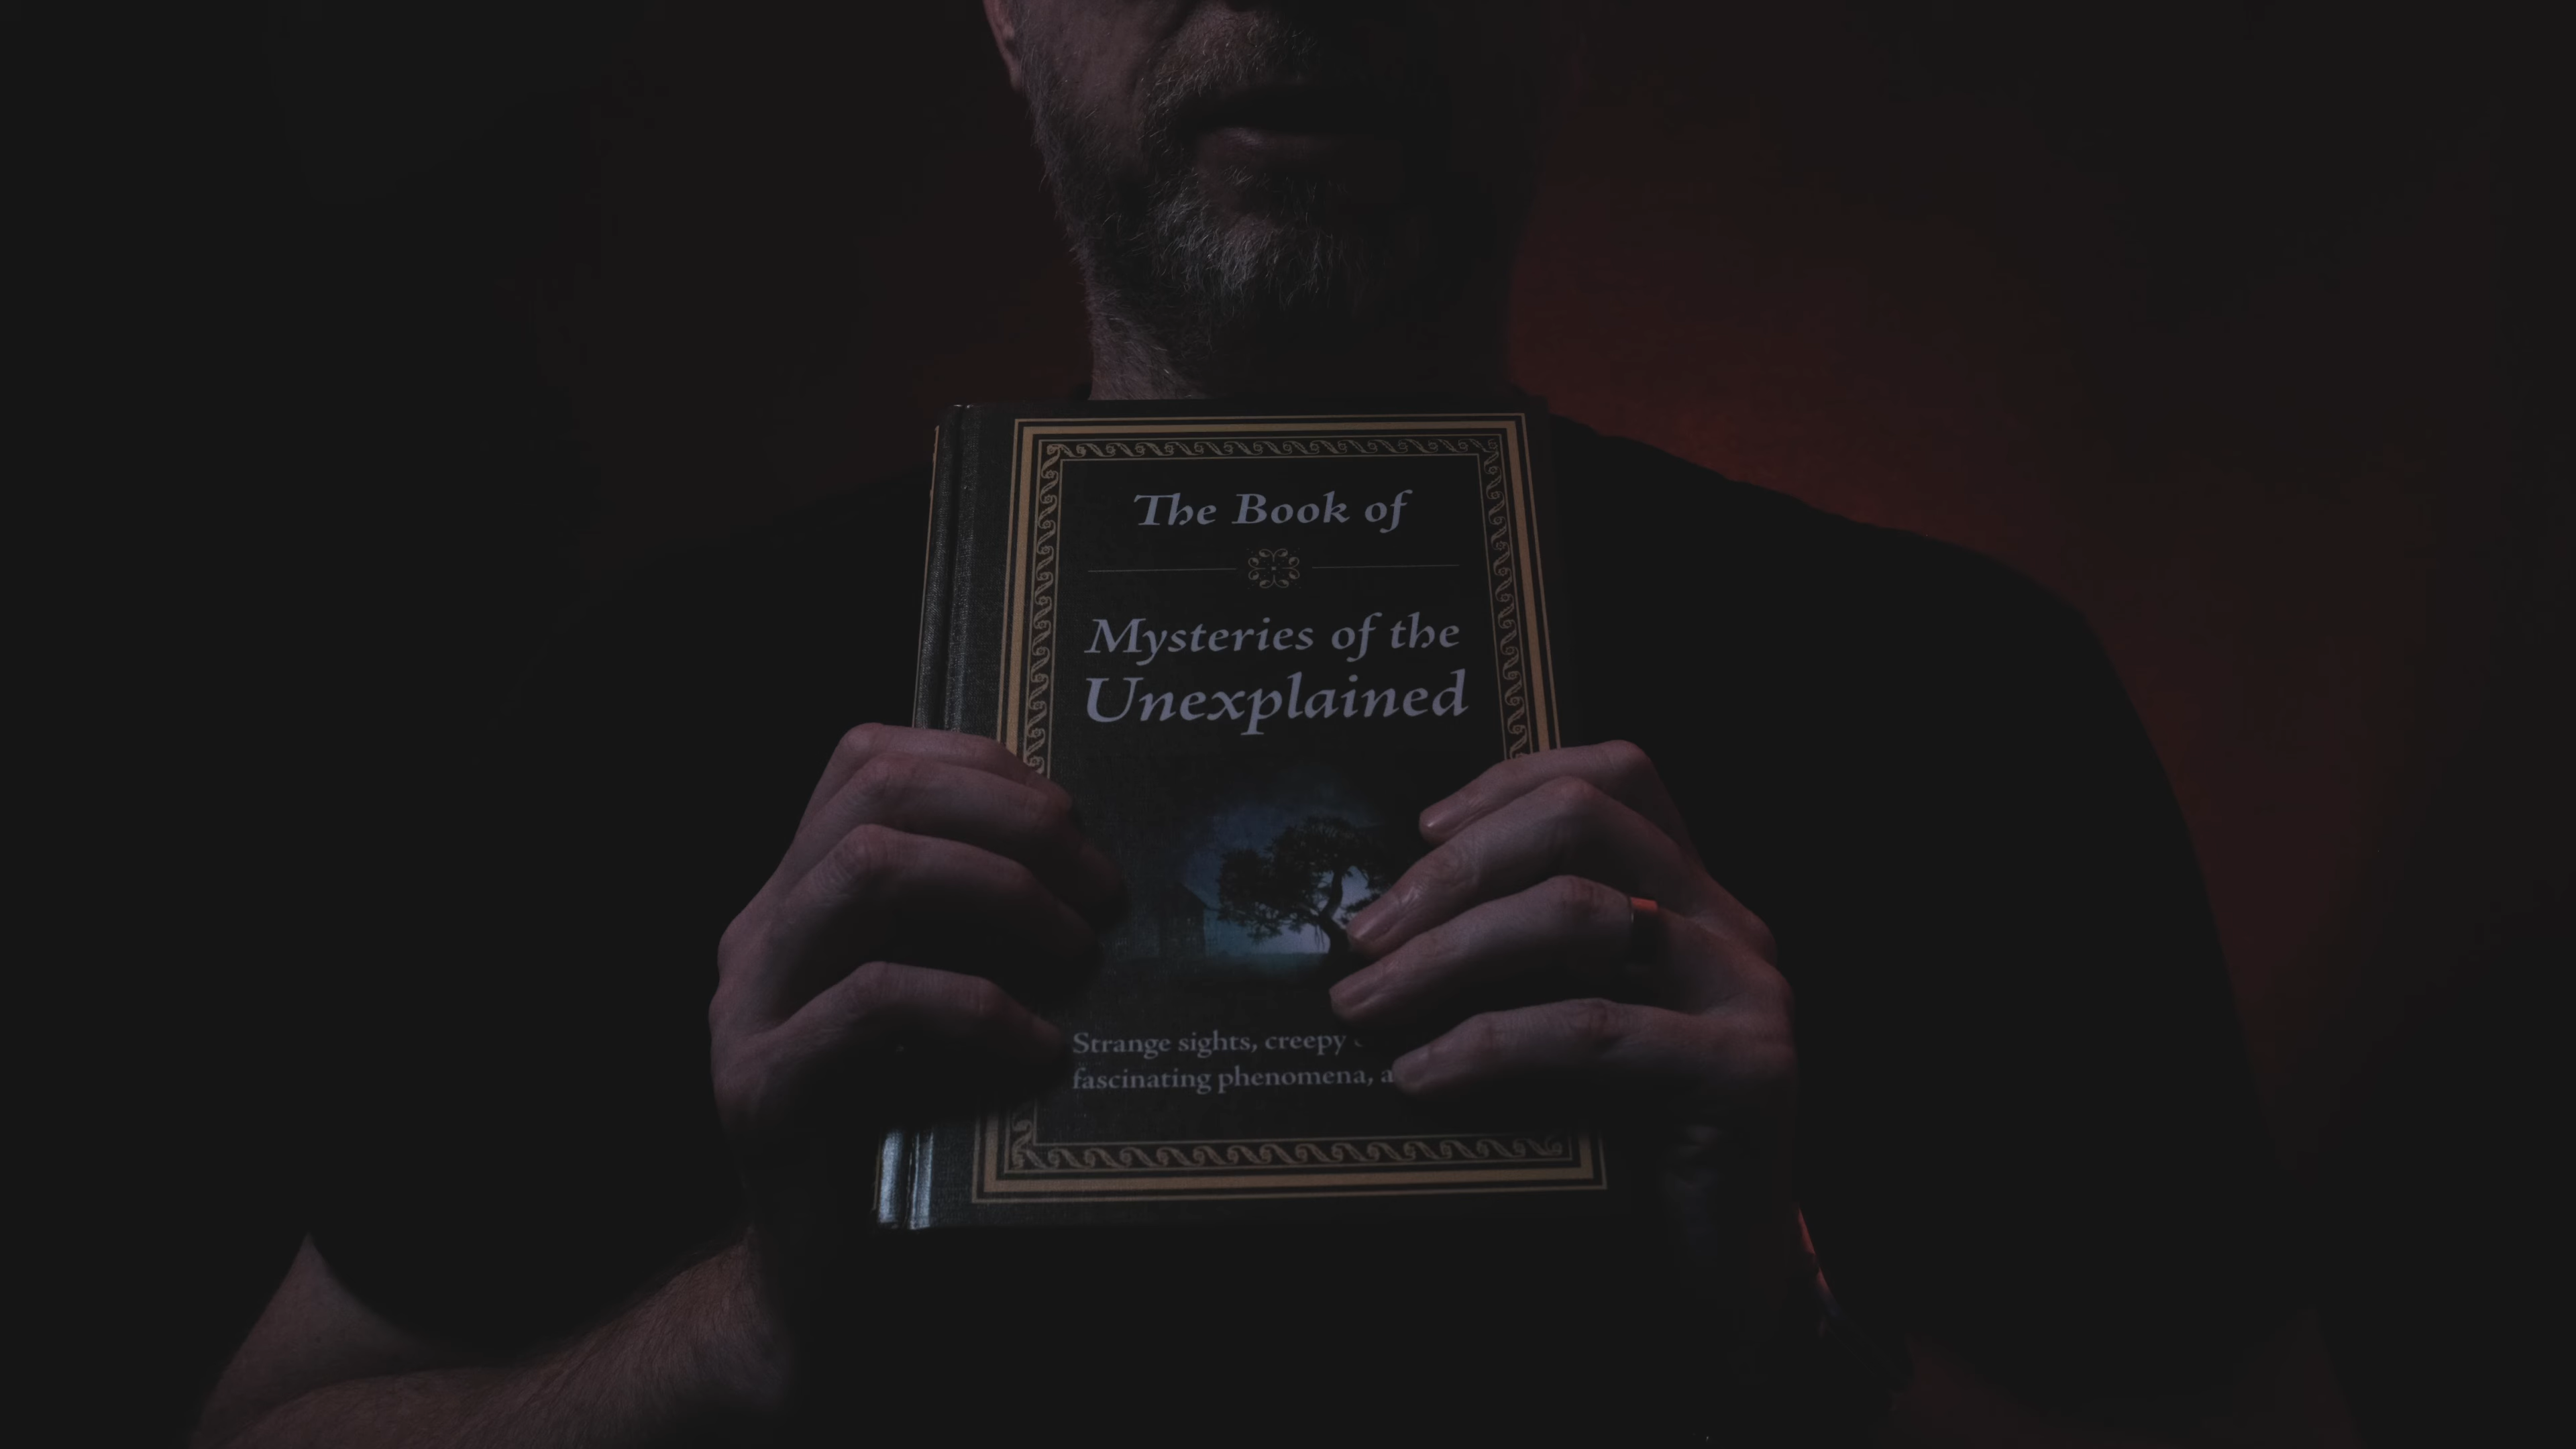 The Book of
Mysteries of the
Unexplained
Strange sights, creepy
fascinating phenomena,